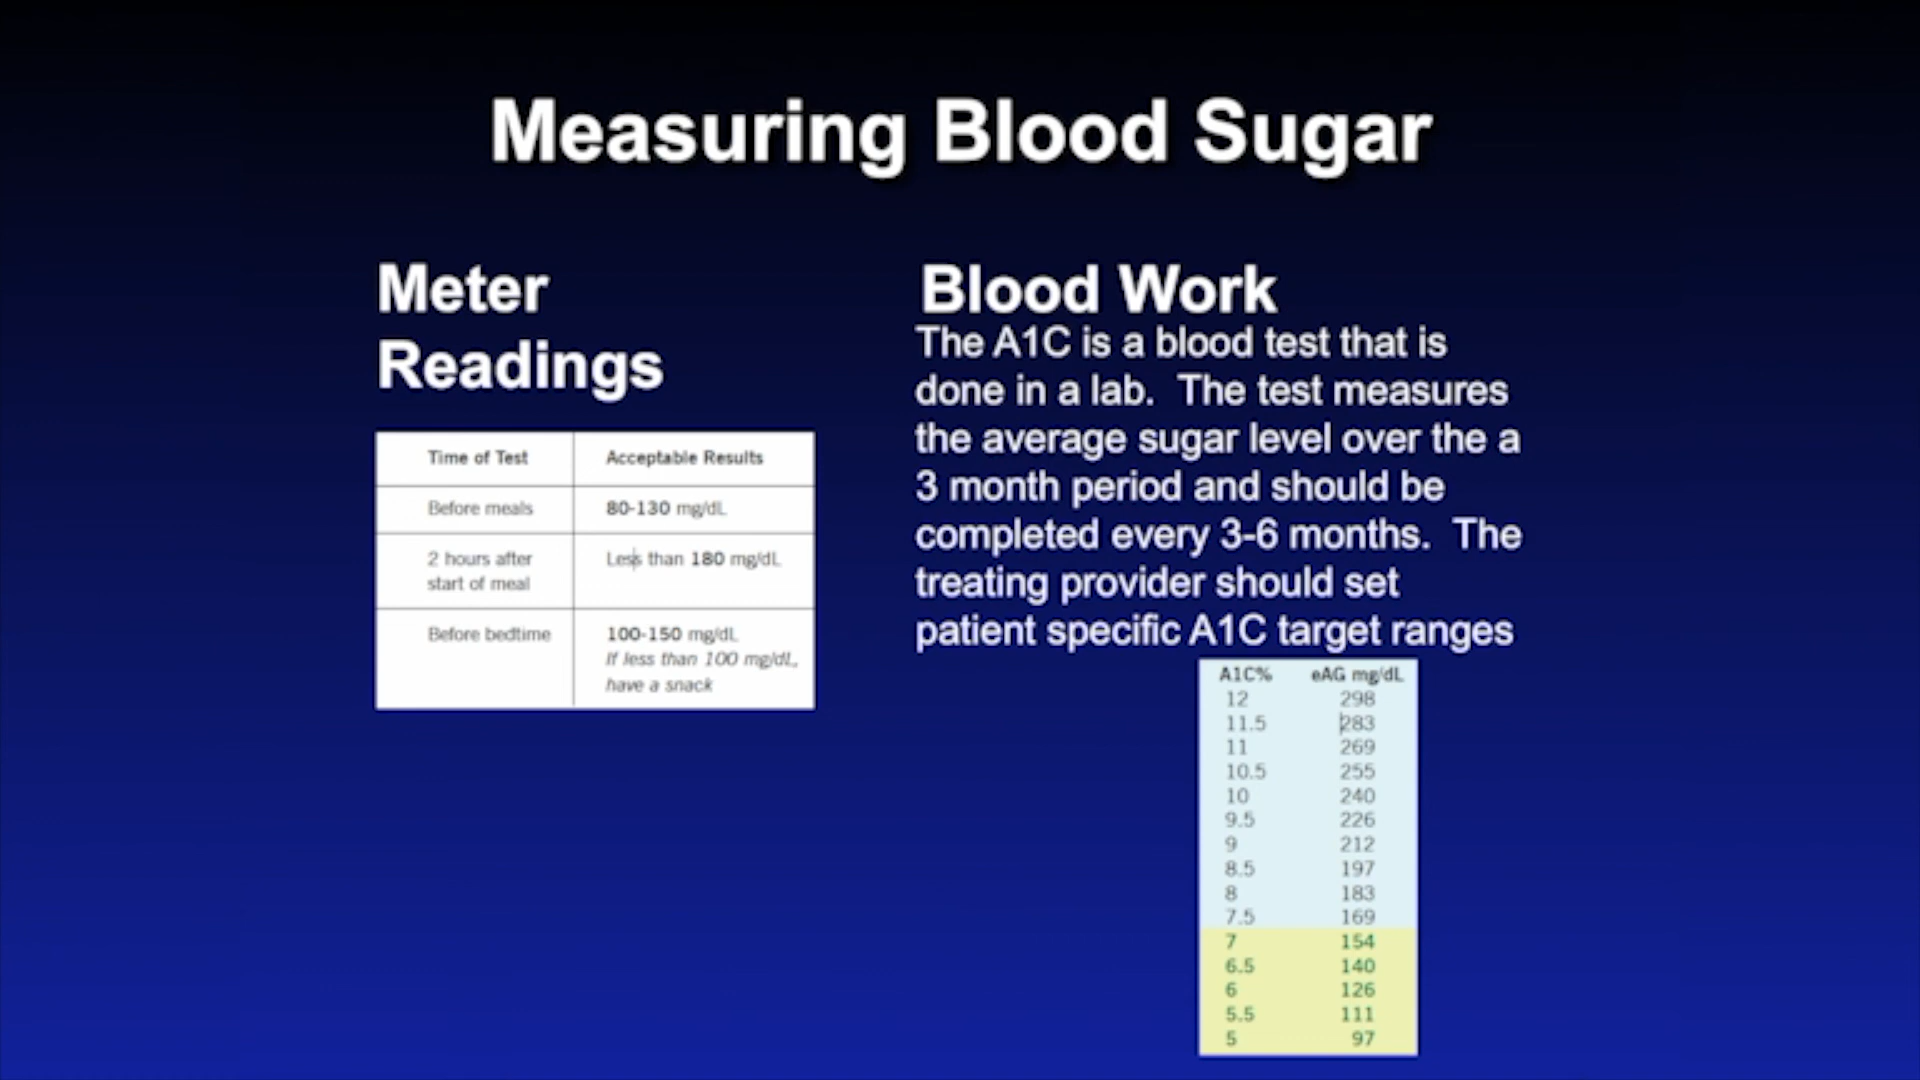 Measuring Blood Sugar
Meter
Readings
Time of Test Acceptable Results
Before meals 80-130 mg/dL
2 hours after Less than 180 mg/dL
start of meal
Before bedtime 100-150 mg/dL
If less than 100 mg/dL,
have a snack
Blood Work
The A1C is a blood test that is
done in a lab.  The test measures
the average sugar level over the a
3 month period and should be
completed every 3-6 months.  The
treating provider should set
patient specific A1C target ranges
A1C% eAG mg/dL
12 298
11.5 283
11 269
10.5 255
10 240
9.5 226
9 212
8.5 197
8 183
7.5 169
7 154
6.5 140
6 126
5.5 111
5 97